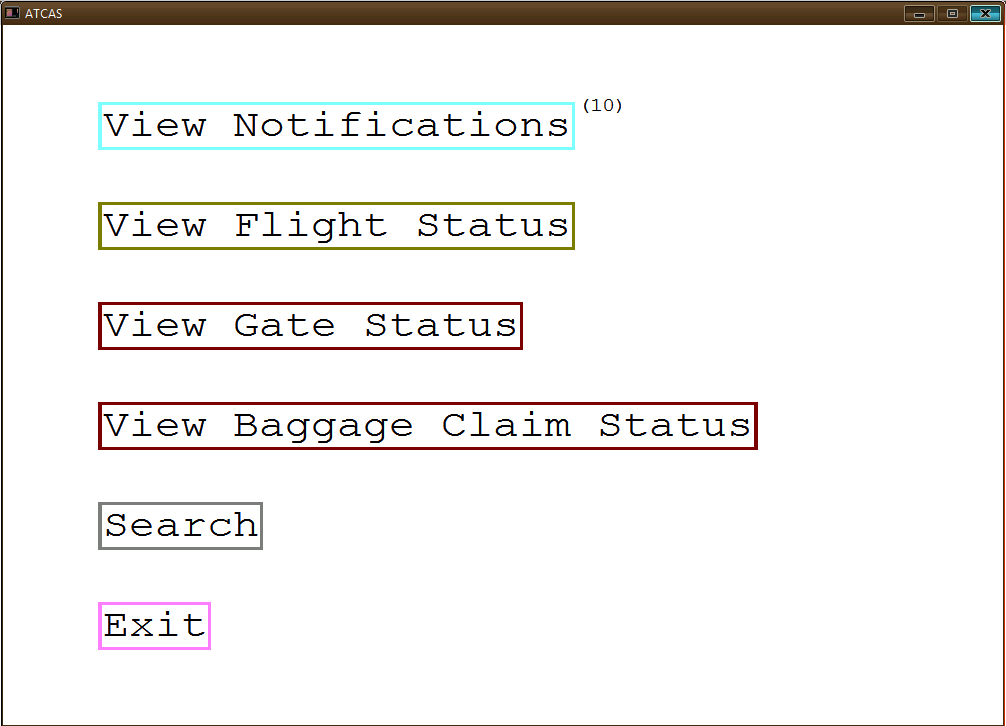 ATCAS
View Notifications (10)
View Flight Status
View Gate Status
View Baggage Claim Status
Search
Exit